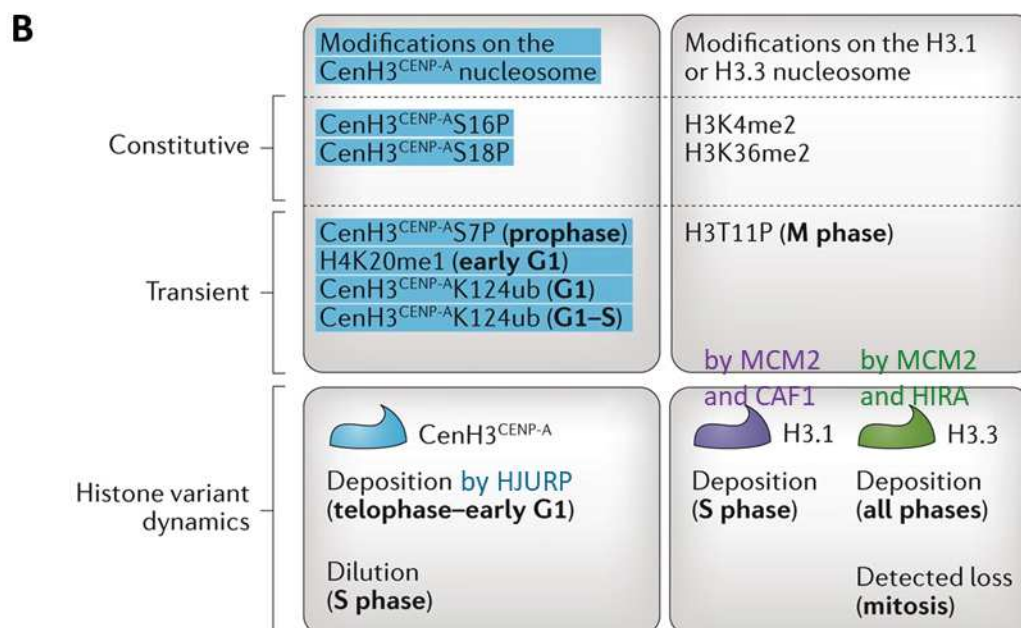 B
Modifications on the
CenH3CENP-A nucleosome
Modifications on the H3.1
or H3.3 nucleosome
Constitutive
CenH3CENP-AS16P
CenH3CENP-AS18P
H3K4me2
H3K36me2
Transient
CenH3CENP-AS7P (prophase)
H4K20me1 (early G1)
CenH3CENP-AK124ub (G1)
CenH3CENP-AK124ub (G1–S)
H3T11P (M phase)
by MCM2
and CAF1
by MCM2
and HIRA
Histone variant
dynamics
CenH3CENP-A
Deposition by HJURP
(telophase–early G1)
Dilution
(S phase)
H3.1
Deposition
(S phase)
H3.3
Deposition
(all phases)
Detected loss
(mitosis)